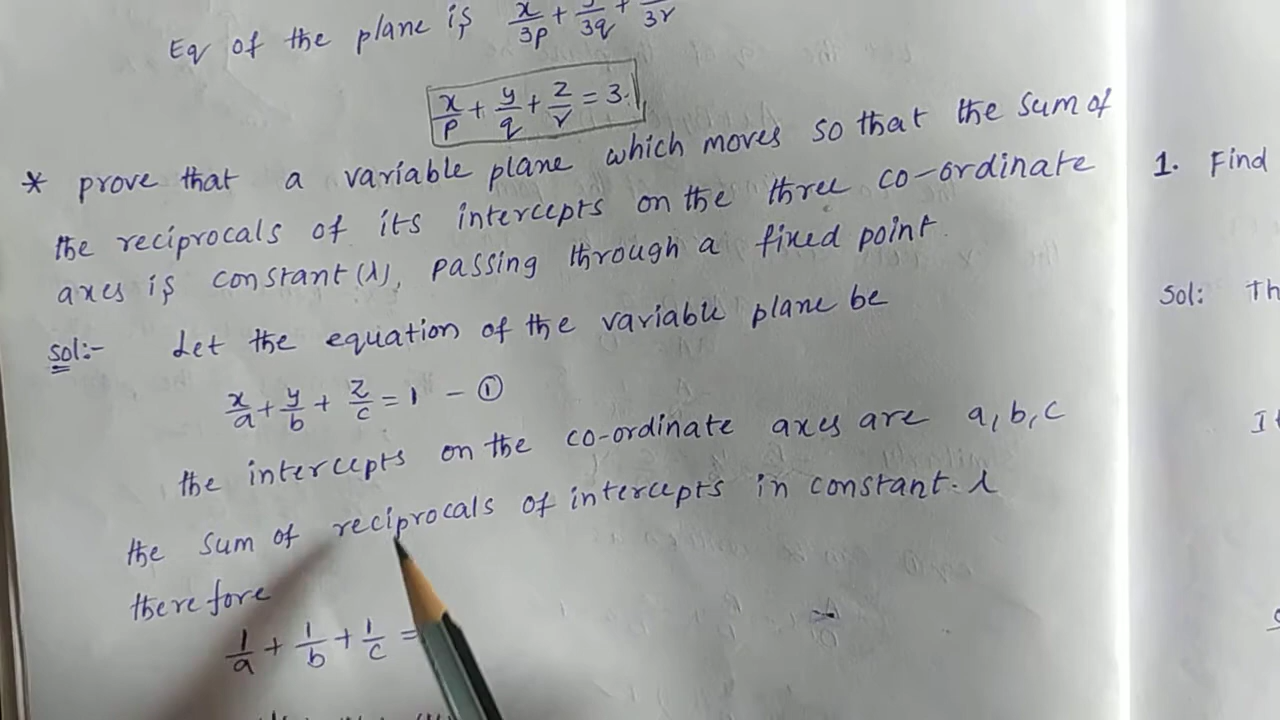 Eq of the plane is x/3p + y/3q + /3r
x/p + y/q + z/r = 3.
* prove that a variable plane which moves so that the sum of
the reciprocals of its intercepts on the three co-ordinate
axes is constant (λ), passing through a fixed point.
Sol:- Let the equation of the variable plane be
x/a + y/b + z/c = 1 - ①
the intercepts on the co-ordinate axes are a, b, c
the sum of reciprocals of intercepts in constant. λ
therefore
1/a + 1/b + 1/c =
1. Find
Sol: Th